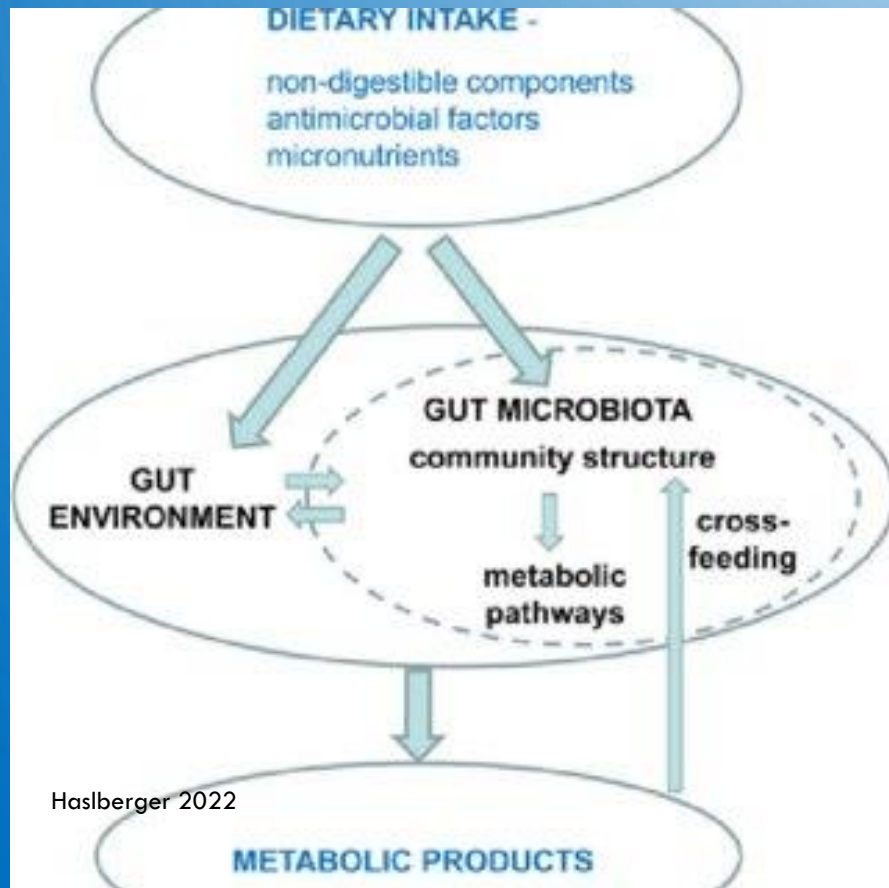 DIETARY INTAKE -
non-digestible components
antimicrobial factors
micronutrients
GUT MICROBIOTA
community structure
GUT
ENVIRONMENT
cross-
feeding
metabolic
pathways
Haslberger 2022
METABOLIC PRODUCTS